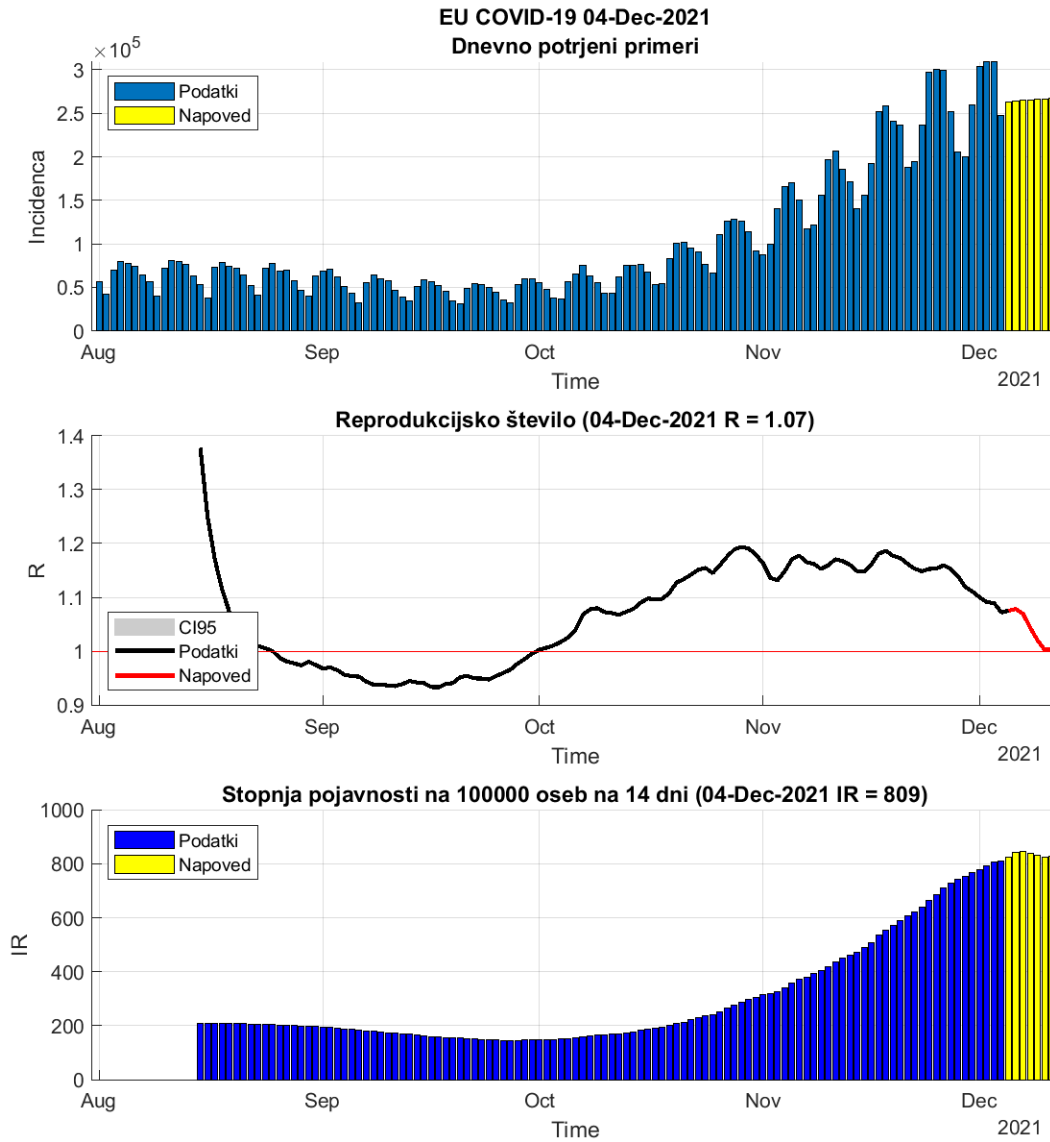 EU COVID-19 04-Dec-2021
Dnevno potrjeni primeri
×10⁵
3
2.5
2
1.5
1
0.5
0
Incidenca
Podatki
Napoved
Aug Sep Oct Nov Dec
Time
2021
Reprodukcijsko število (04-Dec-2021 R = 1.07)
1.4
1.3
1.2
1.1
1
0.9
R
CI95
Podatki
Napoved
Aug Sep Oct Nov Dec
Time
2021
Stopnja pojavnosti na 100000 oseb na 14 dni (04-Dec-2021 IR = 809)
1000
800
600
400
200
0
IR
Podatki
Napoved
Aug Sep Oct Nov Dec
Time
2021